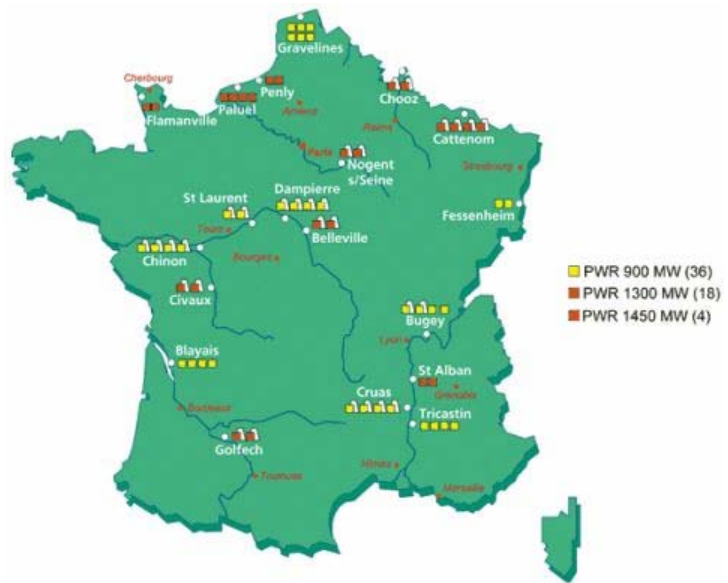 Gravelines
Penly
Cherbourg
Paluel
Flamanville
Amiens
Chooz
Reims
Cattenom
Paris
Nogent
s/Seine
Strasbourg
St Laurent
Dampierre
Fessenheim
Tours
Belleville
Chinon
Bourges
Civaux
PWR 900 MW (36)
PWR 1300 MW (18)
PWR 1450 MW (4)
Bugey
Lyon
Blayais
St Alban
Grenoble
Cruas
Bordeaux
Tricastin
Golfech
Nîmes
Toulouse
Marseille